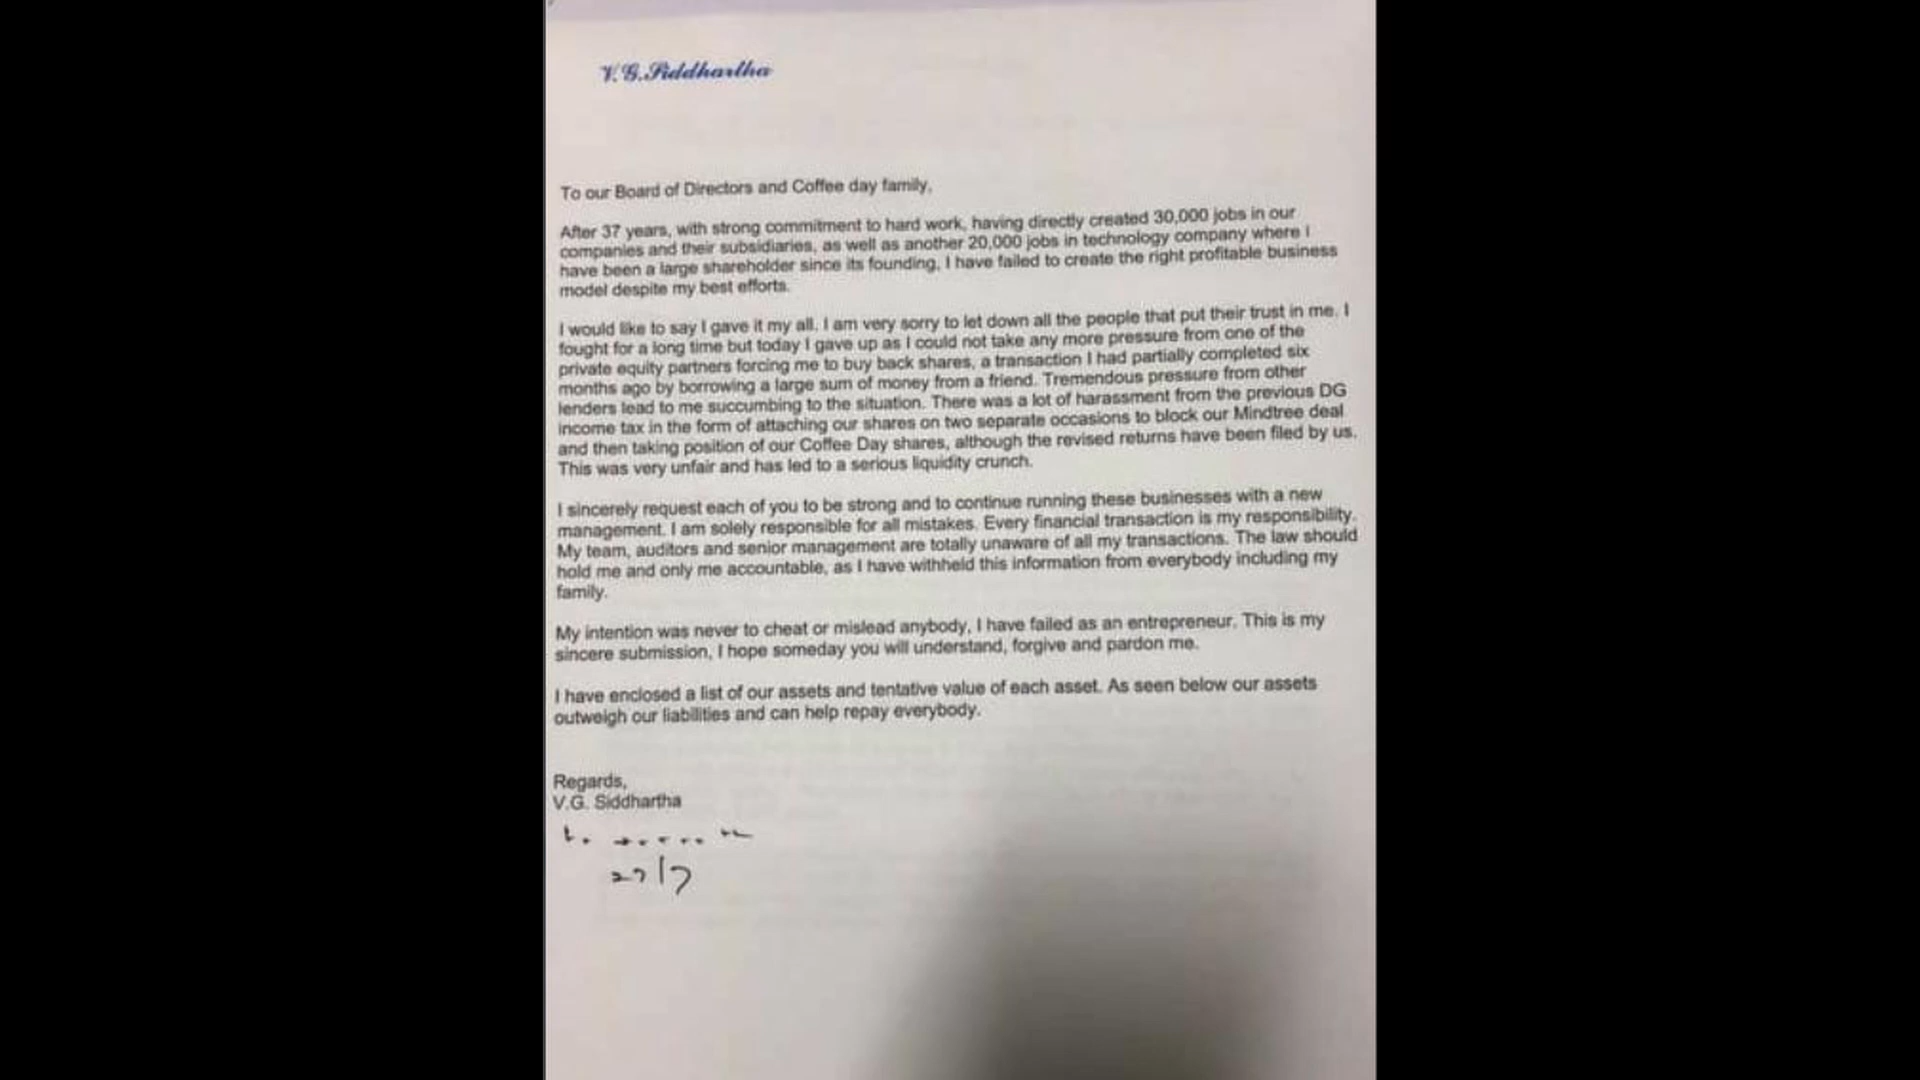 V.G.Siddhartha
To our Board of Directors and Coffee day family,
After 37 years, with strong commitment to hard work, having directly created 30,000 jobs in our
companies and their subsidiaries, as well as another 20,000 jobs in technology company where I
have been a large shareholder since its founding, I have failed to create the right profitable business
model despite my best efforts.
I would like to say I gave it my all. I am very sorry to let down all the people that put their trust in me. I
fought for a long time but today I gave up as I could not take any more pressure from one of the
private equity partners forcing me to buy back shares, a transaction I had partially completed six
months ago by borrowing a large sum of money from a friend. Tremendous pressure from other
lenders lead to me succumbing to the situation. There was a lot of harassment from the previous DG
income tax in the form of attaching our shares on two separate occasions to block our Mindtree deal
and then taking position of our Coffee Day shares, although the revised returns have been filed by us.
This was very unfair and has led to a serious liquidity crunch.
I sincerely request each of you to be strong and to continue running these businesses with a new
management. I am solely responsible for all mistakes. Every financial transaction is my responsibility.
My team, auditors and senior management are totally unaware of all my transactions. The law should
hold me and only me accountable, as I have withheld this information from everybody including my
family.
My intention was never to cheat or mislead anybody, I have failed as an entrepreneur. This is my
sincere submission, I hope someday you will understand, forgive and pardon me.
I have enclosed a list of our assets and tentative value of each asset. As seen below our assets
outweigh our liabilities and can help repay everybody.
Regards,
V.G. Siddhartha
27/7